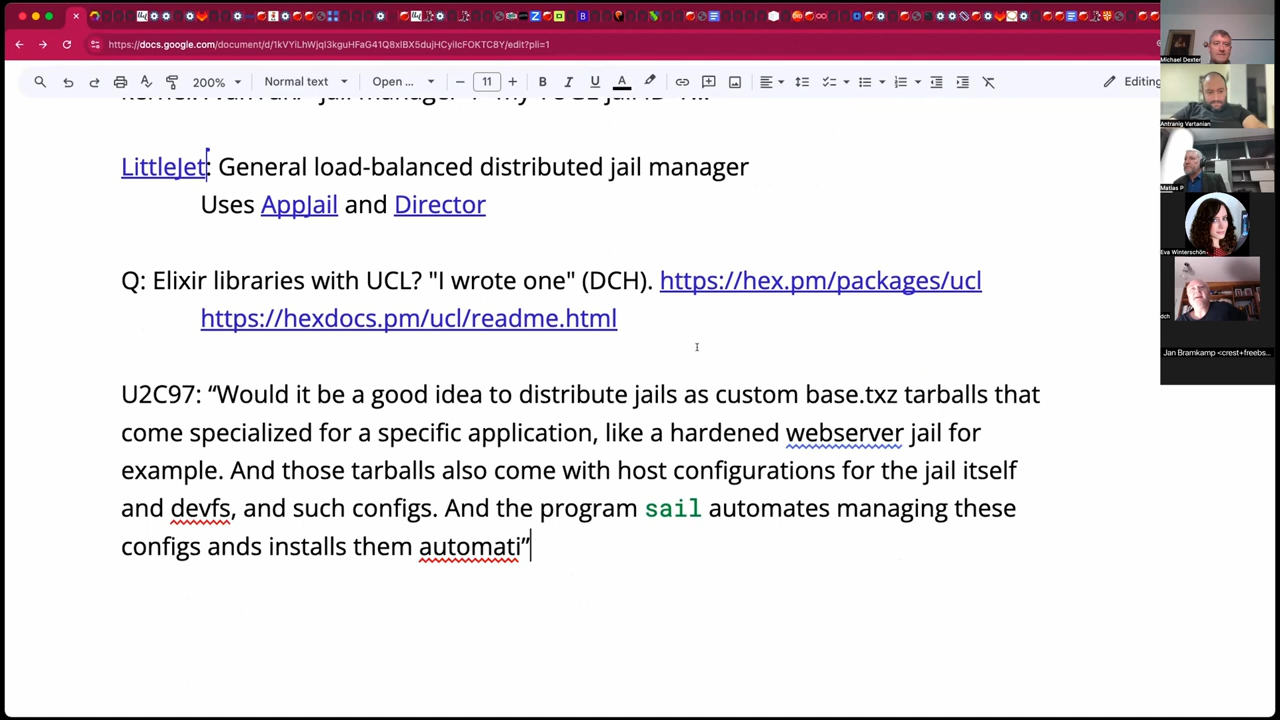 https://docs.google.com/document/d/1kVYiLhWjqI3kguHFaG41Q8xIBX5dujHCyiIcFOKTC8Y/edit?pli=1
200% Normal text Open ... 11 B I U A Editing
LittleJet: General load-balanced distributed jail manager
Uses AppJail and Director
Q: Elixir libraries with UCL? "I wrote one" (DCH). https://hex.pm/packages/ucl
https://hexdocs.pm/ucl/readme.html
U2C97: “Would it be a good idea to distribute jails as custom base.txz tarballs that
come specialized for a specific application, like a hardened webserver jail for
example. And those tarballs also come with host configurations for the jail itself
and devfs, and such configs. And the program sail automates managing these
configs ands installs them automati”
Michael Dexter
Antranig Vartanian
Matías P
Eva Winterschön
dch
Jan Bramkamp <crest+freebs...